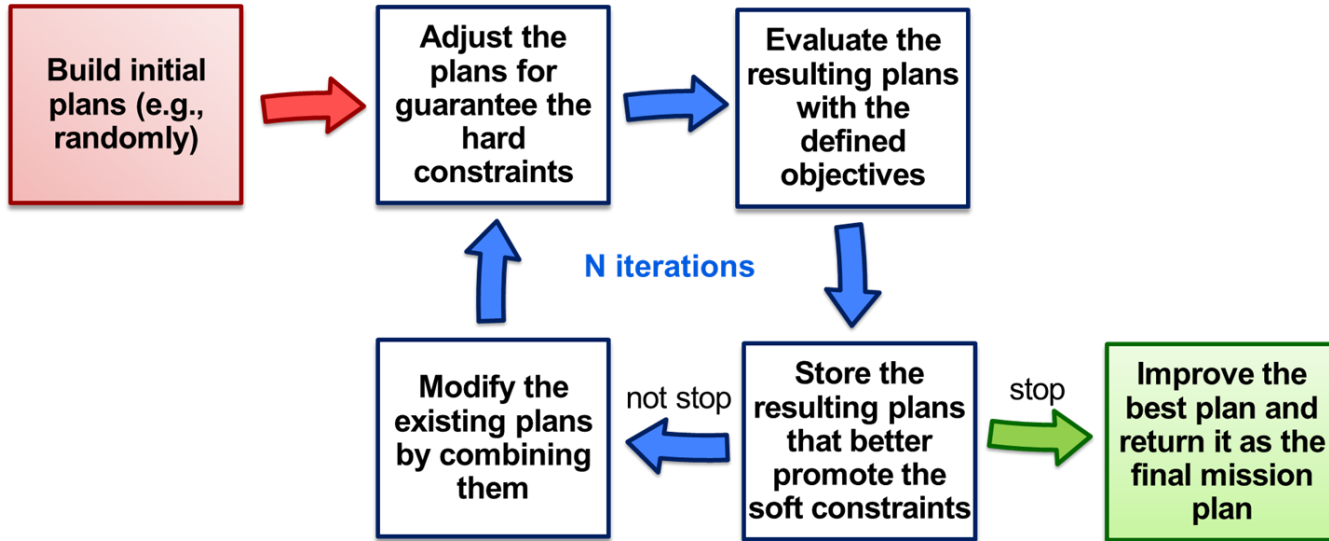 Build initial
plans (e.g.,
randomly)
Adjust the
plans for
guarantee the
hard
constraints
Evaluate the
resulting plans
with the
defined
objectives
N iterations
Modify the
existing plans
by combining
them
not stop
Store the
resulting plans
that better
promote the
soft constraints
stop
Improve the
best plan and
return it as the
final mission
plan